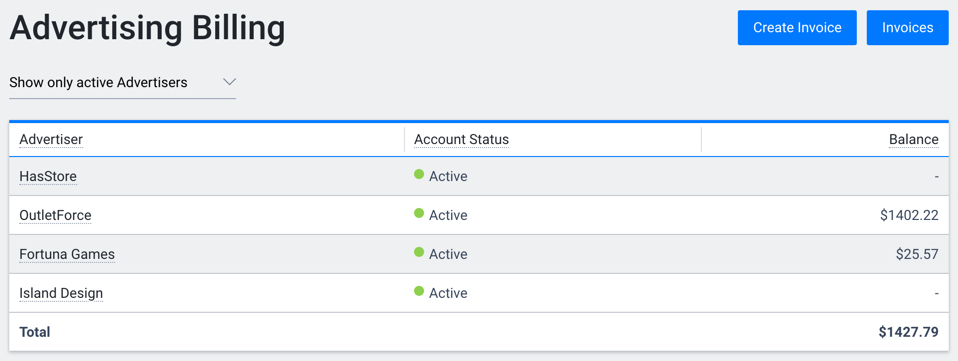 Advertising Billing
Create Invoice Invoices
Show only active Advertisers
Advertiser Account Status Balance
HasStore Active -
OutletForce Active $1402.22
Fortuna Games Active $25.57
Island Design Active -
Total $1427.79